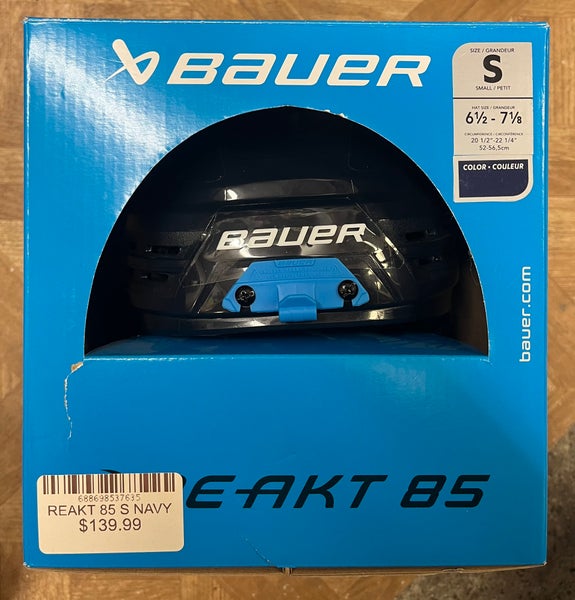 BAUER
SIZE / GRANDEUR
S
SMALL / PETIT
HAT SIZE / GRANDEUR
6½ - 7⅛
CIRCUMFERENCE / CIRCONFÉRENCE
20 1/2"-22 1/4"
52-56,5cm
COLOR • COULEUR
BAUER
bauer.com
RE-AKT 85
688698537635
REAKT 85 S NAVY
$139.99